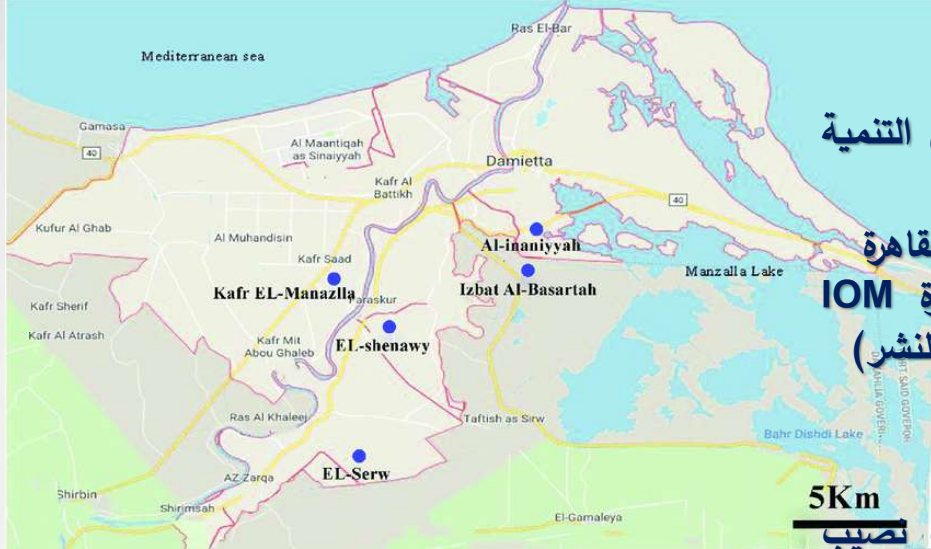 Ras El-Bar
Mediterranean sea
Gamasa
40
Al Maantiqah
as Sinaiyyah
التنمية
Damietta
Kafr Al
Battikh
40
Kufur Al Ghab
Al Muhandisin
Al-inaniyyah
Kafr Saad
Manzalla Lake
Kafr EL-Manazlla
Izbat Al-Basartah
IOM
Kafr Sherif
Kafr Al Atrash
Kafr Mit
Abou Ghaleb
EL-shenawy
Ras Al Khaleej
Taftish as Sirw
Bahr Dishdi Lake
EL-Serw
AZ-Zarqa
Shirbin
Shirimsah
El-Gamaleya
5Km
نصيب